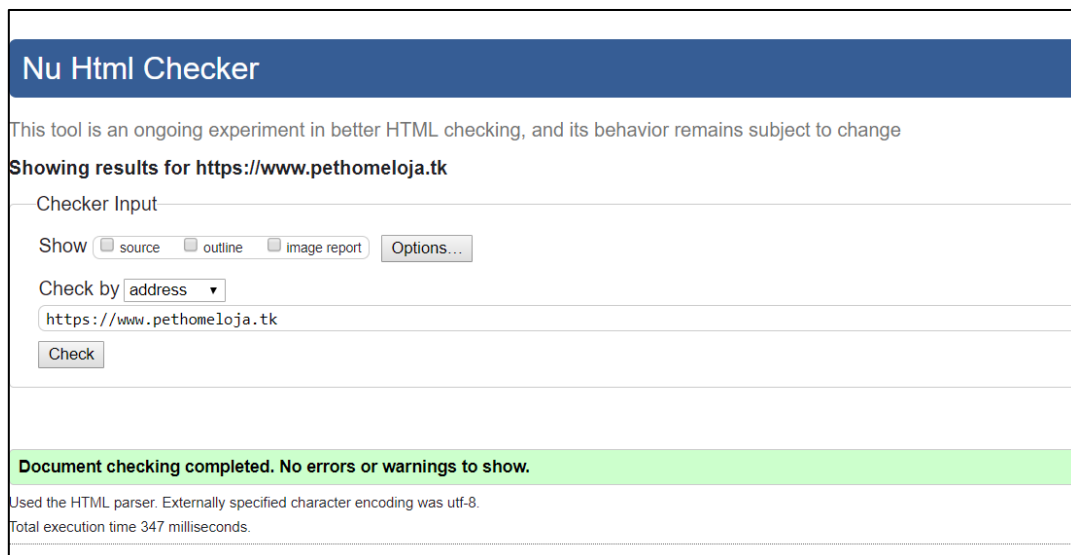 Nu Html Checker
This tool is an ongoing experiment in better HTML checking, and its behavior remains subject to change
Showing results for https://www.pethomeloja.tk
Checker Input
Show source outline image report Options...
Check by address
https://www.pethomeloja.tk
Check
Document checking completed. No errors or warnings to show.
Used the HTML parser. Externally specified character encoding was utf-8.
Total execution time 347 milliseconds.